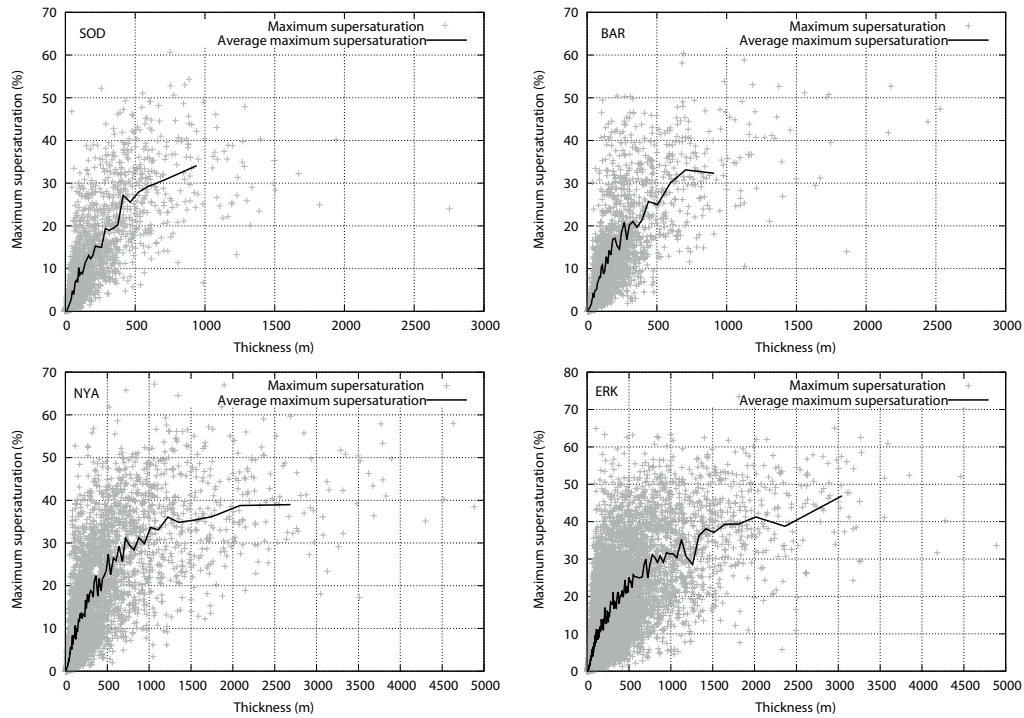 70
60
50
40
30
20
10
0
Maximum supersaturation (%)
SOD
Maximum supersaturation
Average maximum supersaturation
0 500 1000 1500 2000 2500 3000
Thickness (m)
70
60
50
40
30
20
10
0
Maximum supersaturation (%)
BAR
Maximum supersaturation
Average maximum supersaturation
0 500 1000 1500 2000 2500 3000
Thickness (m)
70
60
50
40
30
20
10
0
Maximum supersaturation (%)
NYA
Maximum supersaturation
Average maximum supersaturation
0 500 1000 1500 2000 2500 3000 3500 4000 4500 5000
Thickness (m)
80
70
60
50
40
30
20
10
0
Maximum supersaturation (%)
ERK
Maximum supersaturation
Average maximum supersaturation
0 500 1000 1500 2000 2500 3000 3500 4000 4500 5000
Thickness (m)